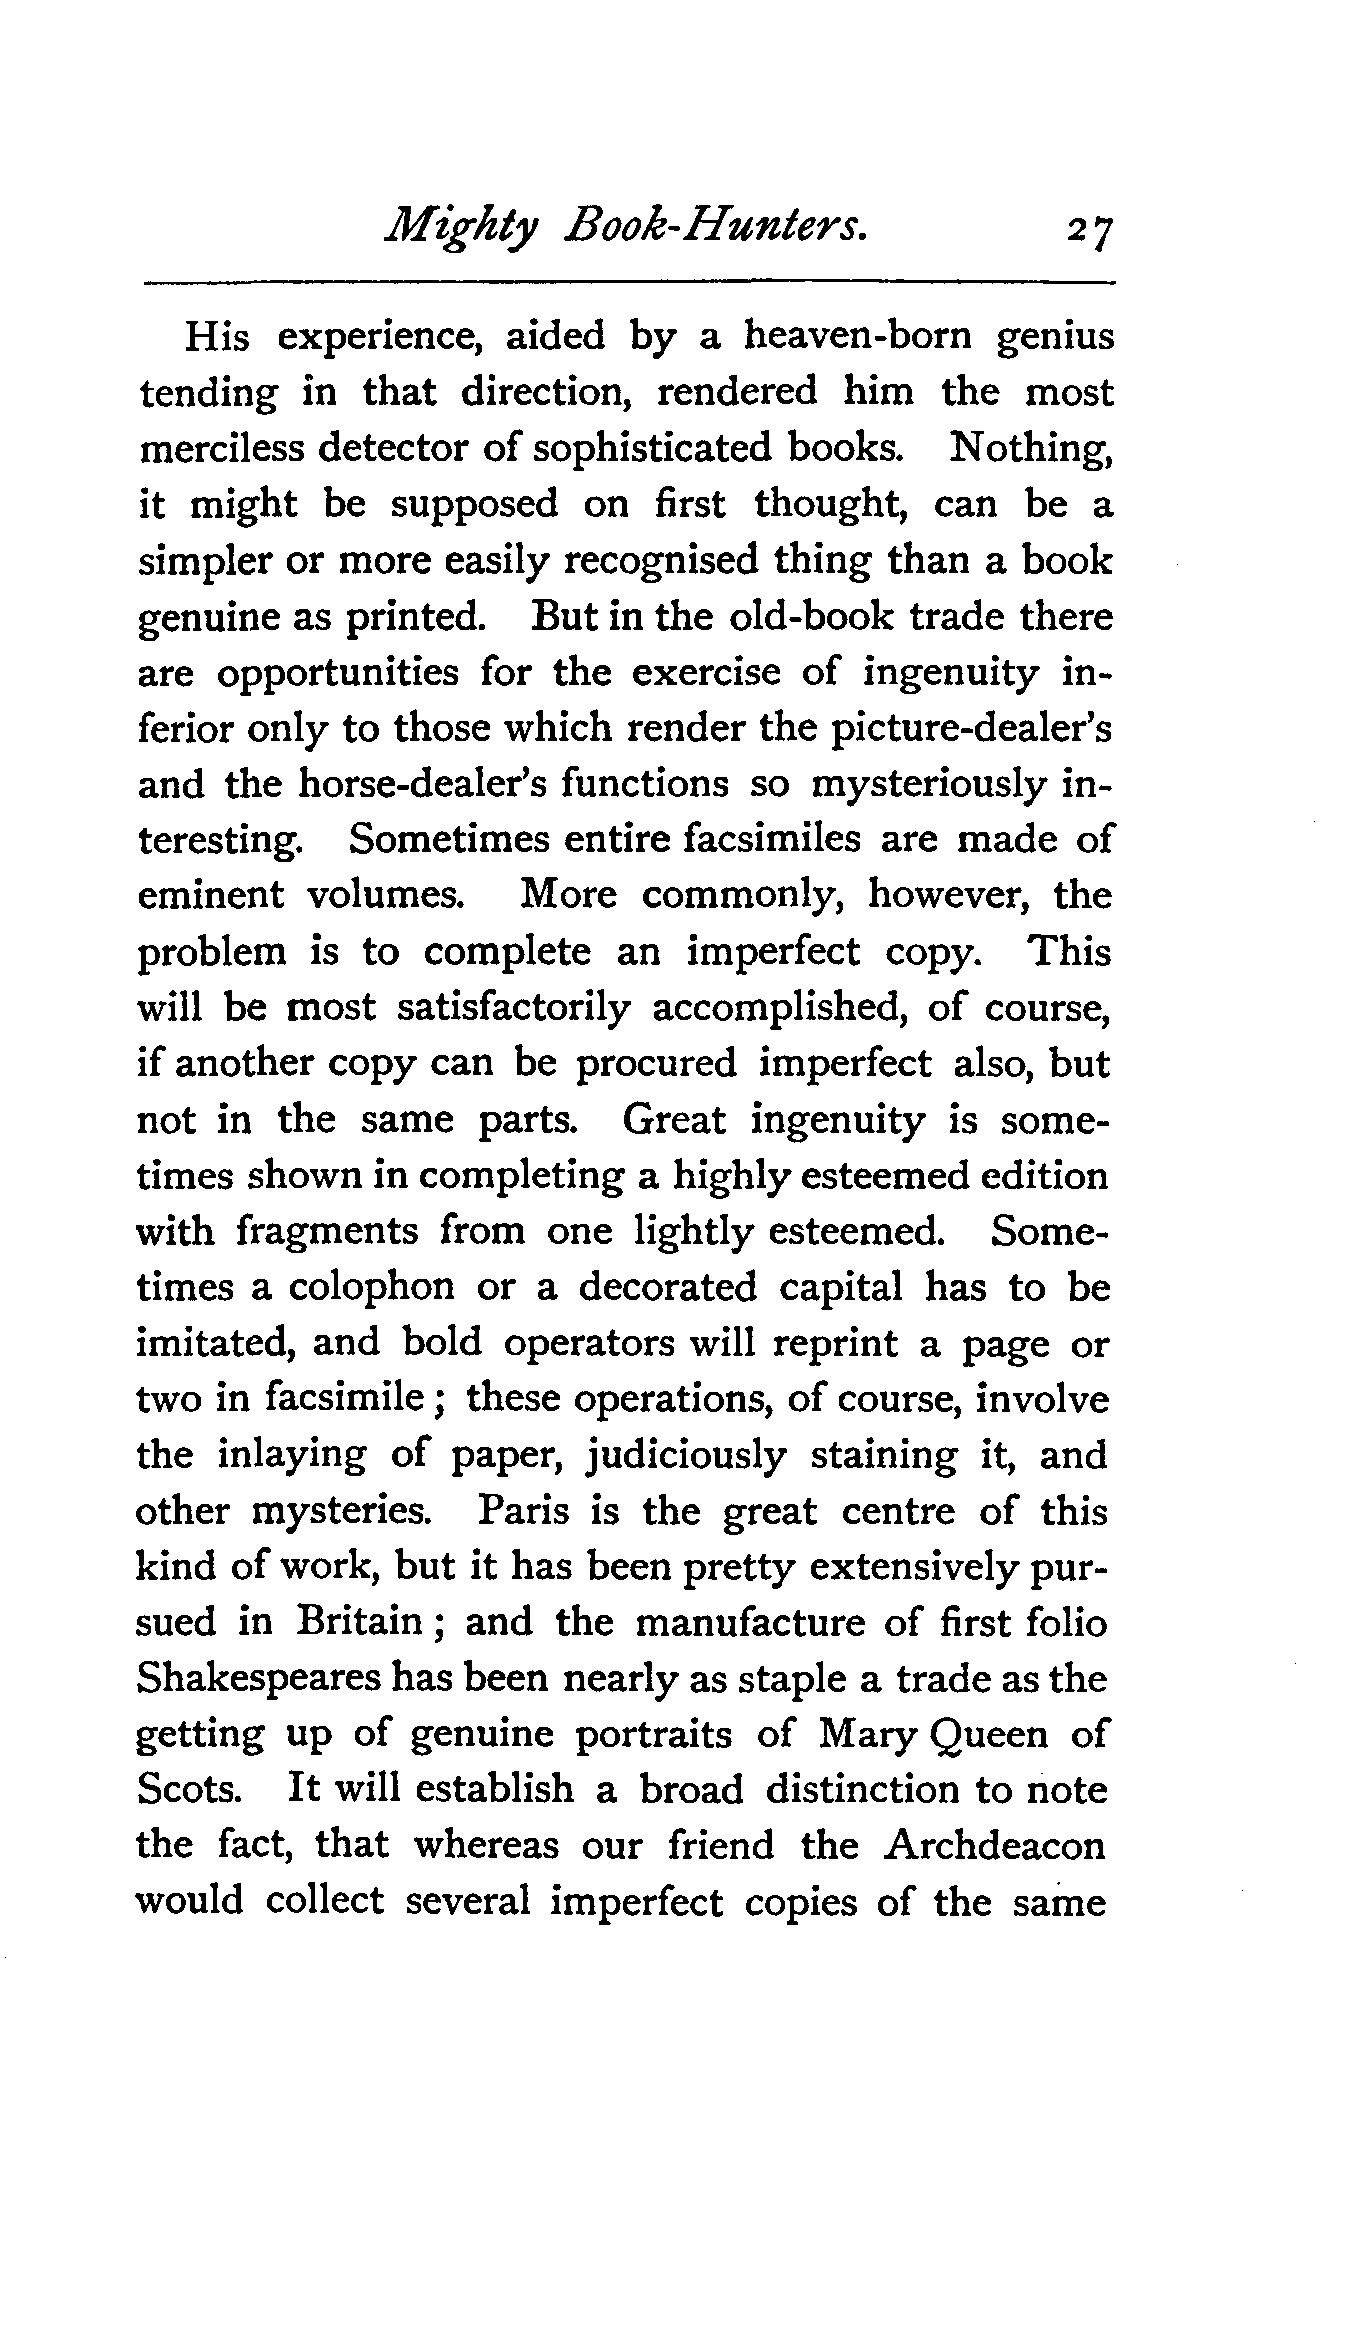 Mighty Book-Hunters. 27
His experience, aided by a heaven-born genius
tending in that direction, rendered him the most
merciless detector of sophisticated books. Nothing,
it might be supposed on first thought, can be a
simpler or more easily recognised thing than a book
genuine as printed. But in the old-book trade there
are opportunities for the exercise of ingenuity in-
ferior only to those which render the picture-dealer's
and the horse-dealer's functions so mysteriously in-
teresting. Sometimes entire facsimiles are made of
eminent volumes. More commonly, however, the
problem is to complete an imperfect copy. This
will be most satisfactorily accomplished, of course,
if another copy can be procured imperfect also, but
not in the same parts. Great ingenuity is some-
times shown in completing a highly esteemed edition
with fragments from one lightly esteemed. Some-
times a colophon or a decorated capital has to be
imitated, and bold operators will reprint a page or
two in facsimile ; these operations, of course, involve
the inlaying of paper, judiciously staining it, and
other mysteries. Paris is the great centre of this
kind of work, but it has been pretty extensively pur-
sued in Britain ; and the manufacture of first folio
Shakespeares has been nearly as staple a trade as the
getting up of genuine portraits of Mary Queen of
Scots. It will establish a broad distinction to note
the fact, that whereas our friend the Archdeacon
would collect several imperfect copies of the same